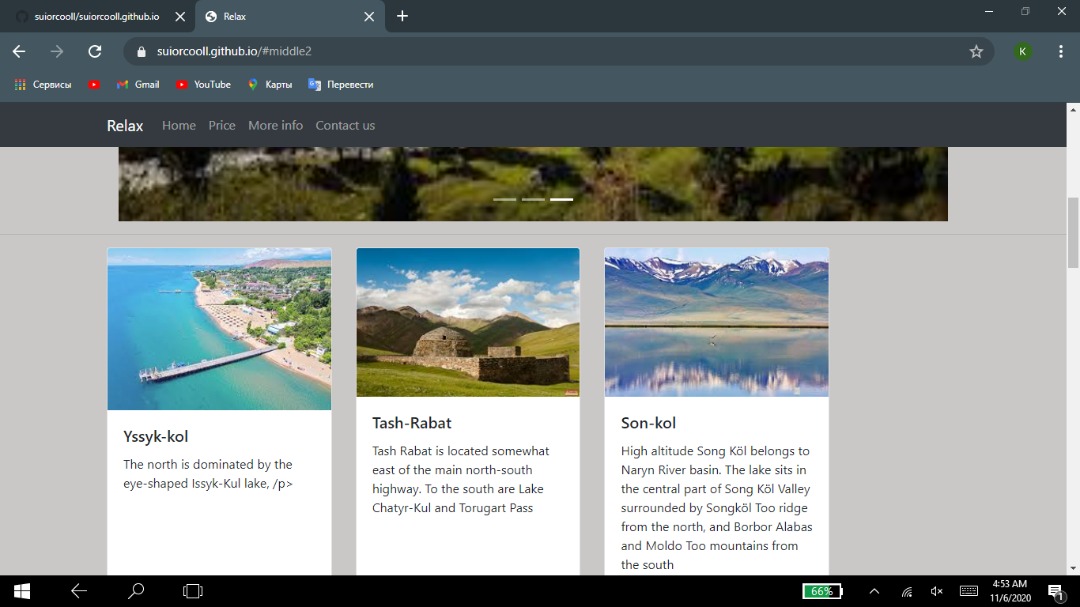 suiorcooll/suiorcooll.github.io
Relax
suiorcooll.github.io/#middle2
K
Сервисы
Gmail
YouTube
Карты
Перевести
Relax Home Price More info Contact us
Yssyk-kol
The north is dominated by the
eye-shaped Issyk-Kul lake, /p>
Tash-Rabat
Tash Rabat is located somewhat
east of the main north-south
highway. To the south are Lake
Chatyr-Kul and Torugart Pass
Son-kol
High altitude Song Köl belongs to
Naryn River basin. The lake sits in
the central part of Song Köl Valley
surrounded by Songköl Too ridge
from the north, and Borbor Alabas
and Moldo Too mountains from
the south
66%
4:53 AM
11/6/2020
1